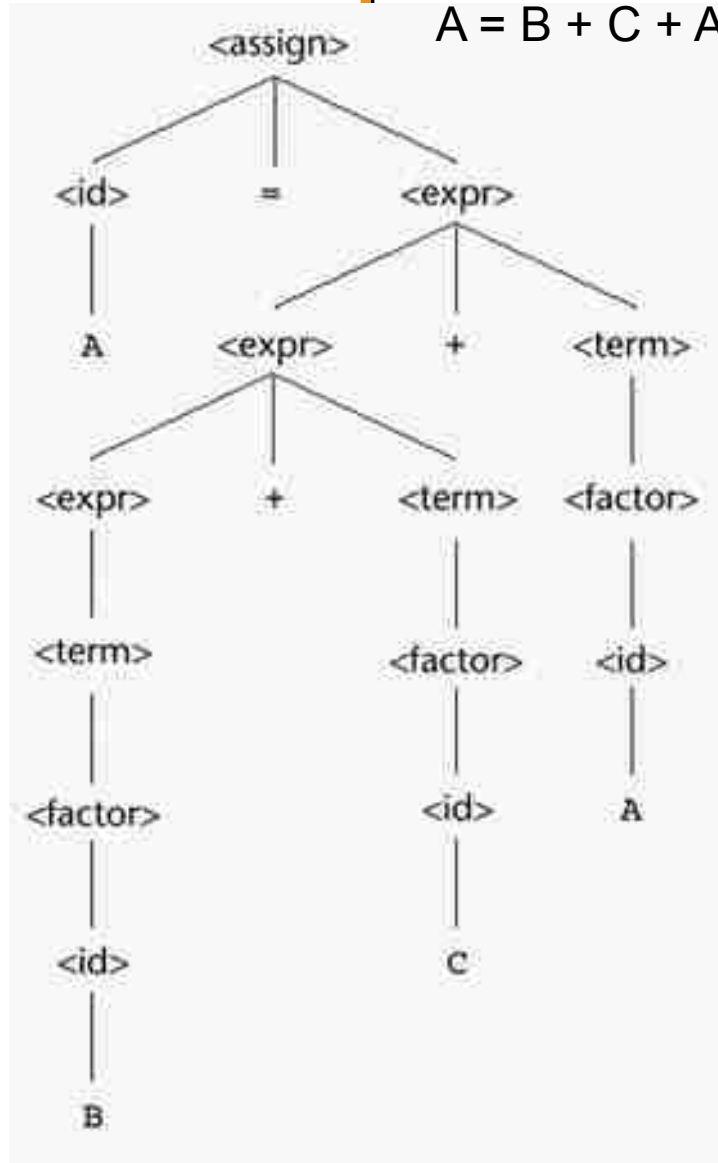 A = B + C + A
<assign>
<id> = <expr>
A <expr> + <term>
<expr> + <term> <factor>
<term> <factor> <id>
<factor> <id> A
<id> C
B